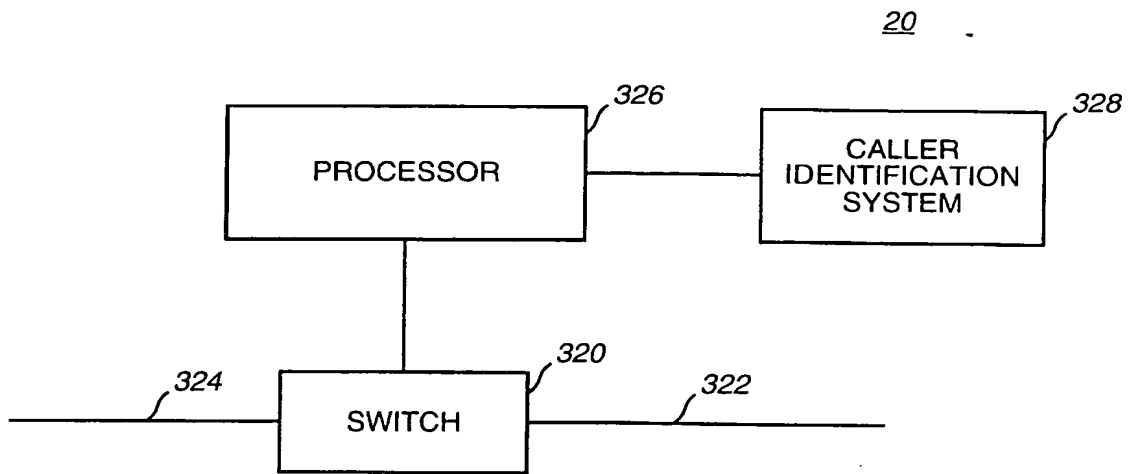 20
326
PROCESSOR
328
CALLER
IDENTIFICATION
SYSTEM
324
320
SWITCH
322